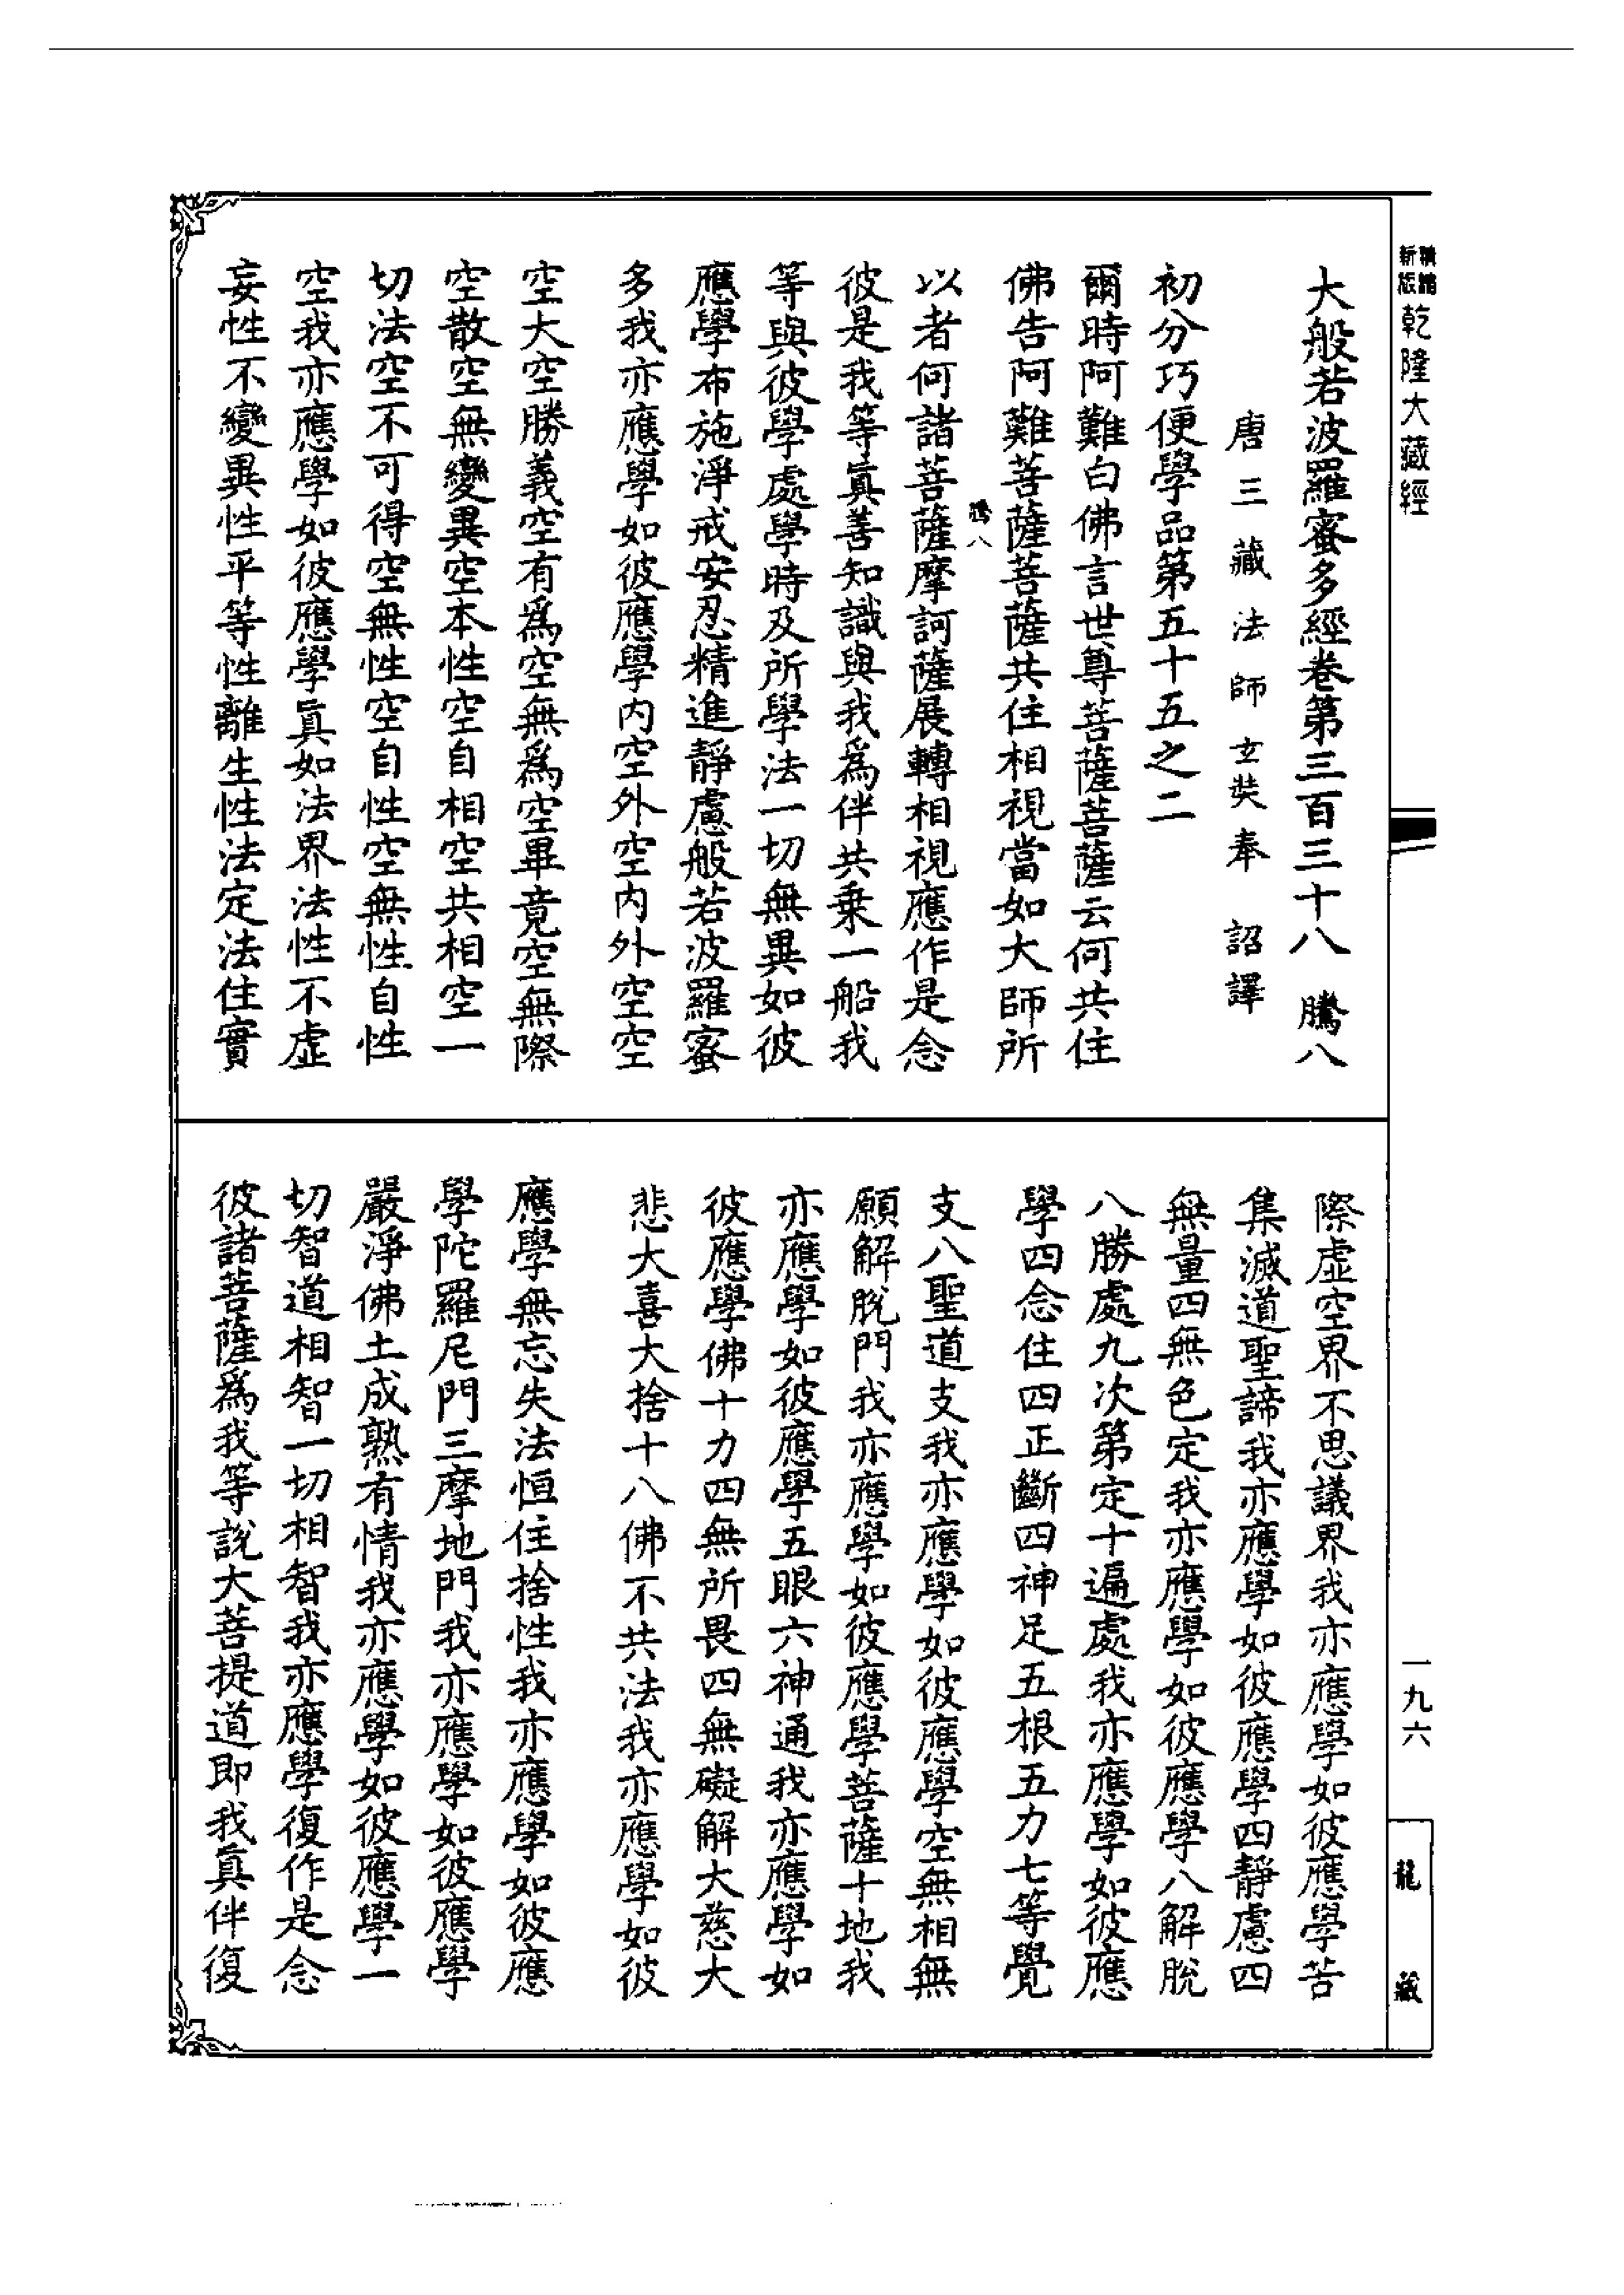 新版精縮乾隆大藏經
大般若波羅蜜多經卷第三百三十八　騰八
唐三藏法師玄奘奉　詔譯
初分巧便學品第五十五之二
爾時阿難白佛言世尊菩薩菩薩云何共住
佛告阿難菩薩菩薩共住相視當如大師所
騰八
以者何諸菩薩摩訶薩展轉相視應作是念
彼是我等眞善知識與我爲伴共乗一船我
等與彼學處學時及所學法一切無異如彼
應學布施淨戒安忍精進靜慮般若波羅蜜
多我亦應學如彼應學内空外空内外空空
空大空勝義空有爲空無爲空畢竟空無際
空散空無變異空本性空自相空共相空一
切法空不可得空無性空自性空無性自性
空我亦應學如彼應學眞如法界法性不虛
妄性不變異性平等性離生性法定法住實
際虛空界不思議界我亦應學如彼應學苦
集滅道聖諦我亦應學如彼應學四靜慮四
無量四無色定我亦應學如彼應學八解脫
八勝處九次第定十遍處我亦應學如彼應
學四念住四正斷四神足五根五力七等覺
支八聖道支我亦應學如彼應學空無相無
願解脫門我亦應學如彼應學菩薩十地我
亦應學如彼應學五眼六神通我亦應學如
彼應學佛十力四無所畏四無礙解大慈大
悲大喜大捨十八佛不共法我亦應學如彼
應學無忘失法恒住捨性我亦應學如彼應
學陀羅尼門三摩地門我亦應學如彼應學
嚴淨佛土成熟有情我亦應學如彼應學一
切智道相智一切相智我亦應學復作是念
彼諸菩薩爲我等說大菩提道即我眞伴復
一九六
龍藏